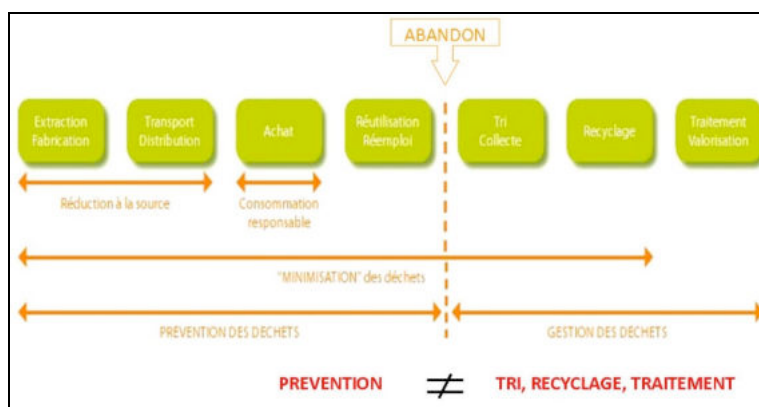 ABANDON
Extraction
Fabrication
Transport
Distribution
Achat
Réutilisation
Réemploi
Tri
Collecte
Recyclage
Traitement
Valorisation
Réduction à la source
Consommation
responsable
"MINIMISATION" des déchets
PREVENTION DES DECHETS
GESTION DES DECHETS
PREVENTION ≠ TRI, RECYCLAGE, TRAITEMENT